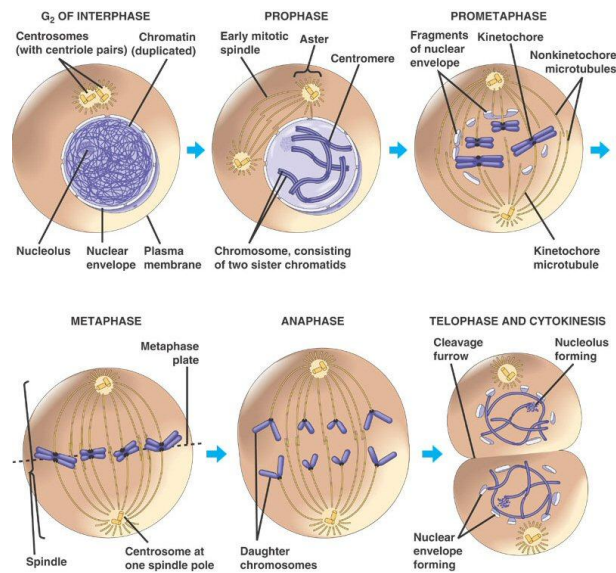 G2 OF INTERPHASE
Centrosomes
(with centriole pairs)
Chromatin
(duplicated)
Nucleolus
Nuclear
envelope
Plasma
membrane
PROPHASE
Early mitotic
spindle
Aster
Centromere
Chromosome, consisting
of two sister chromatids
PROMETAPHASE
Fragments
of nuclear
envelope
Kinetochore
Nonkinetochore
microtubules
Kinetochore
microtubule
METAPHASE
Metaphase
plate
Spindle
Centrosome at
one spindle pole
ANAPHASE
Daughter
chromosomes
TELOPHASE AND CYTOKINESIS
Cleavage
furrow
Nucleolus
forming
Nuclear
envelope
forming